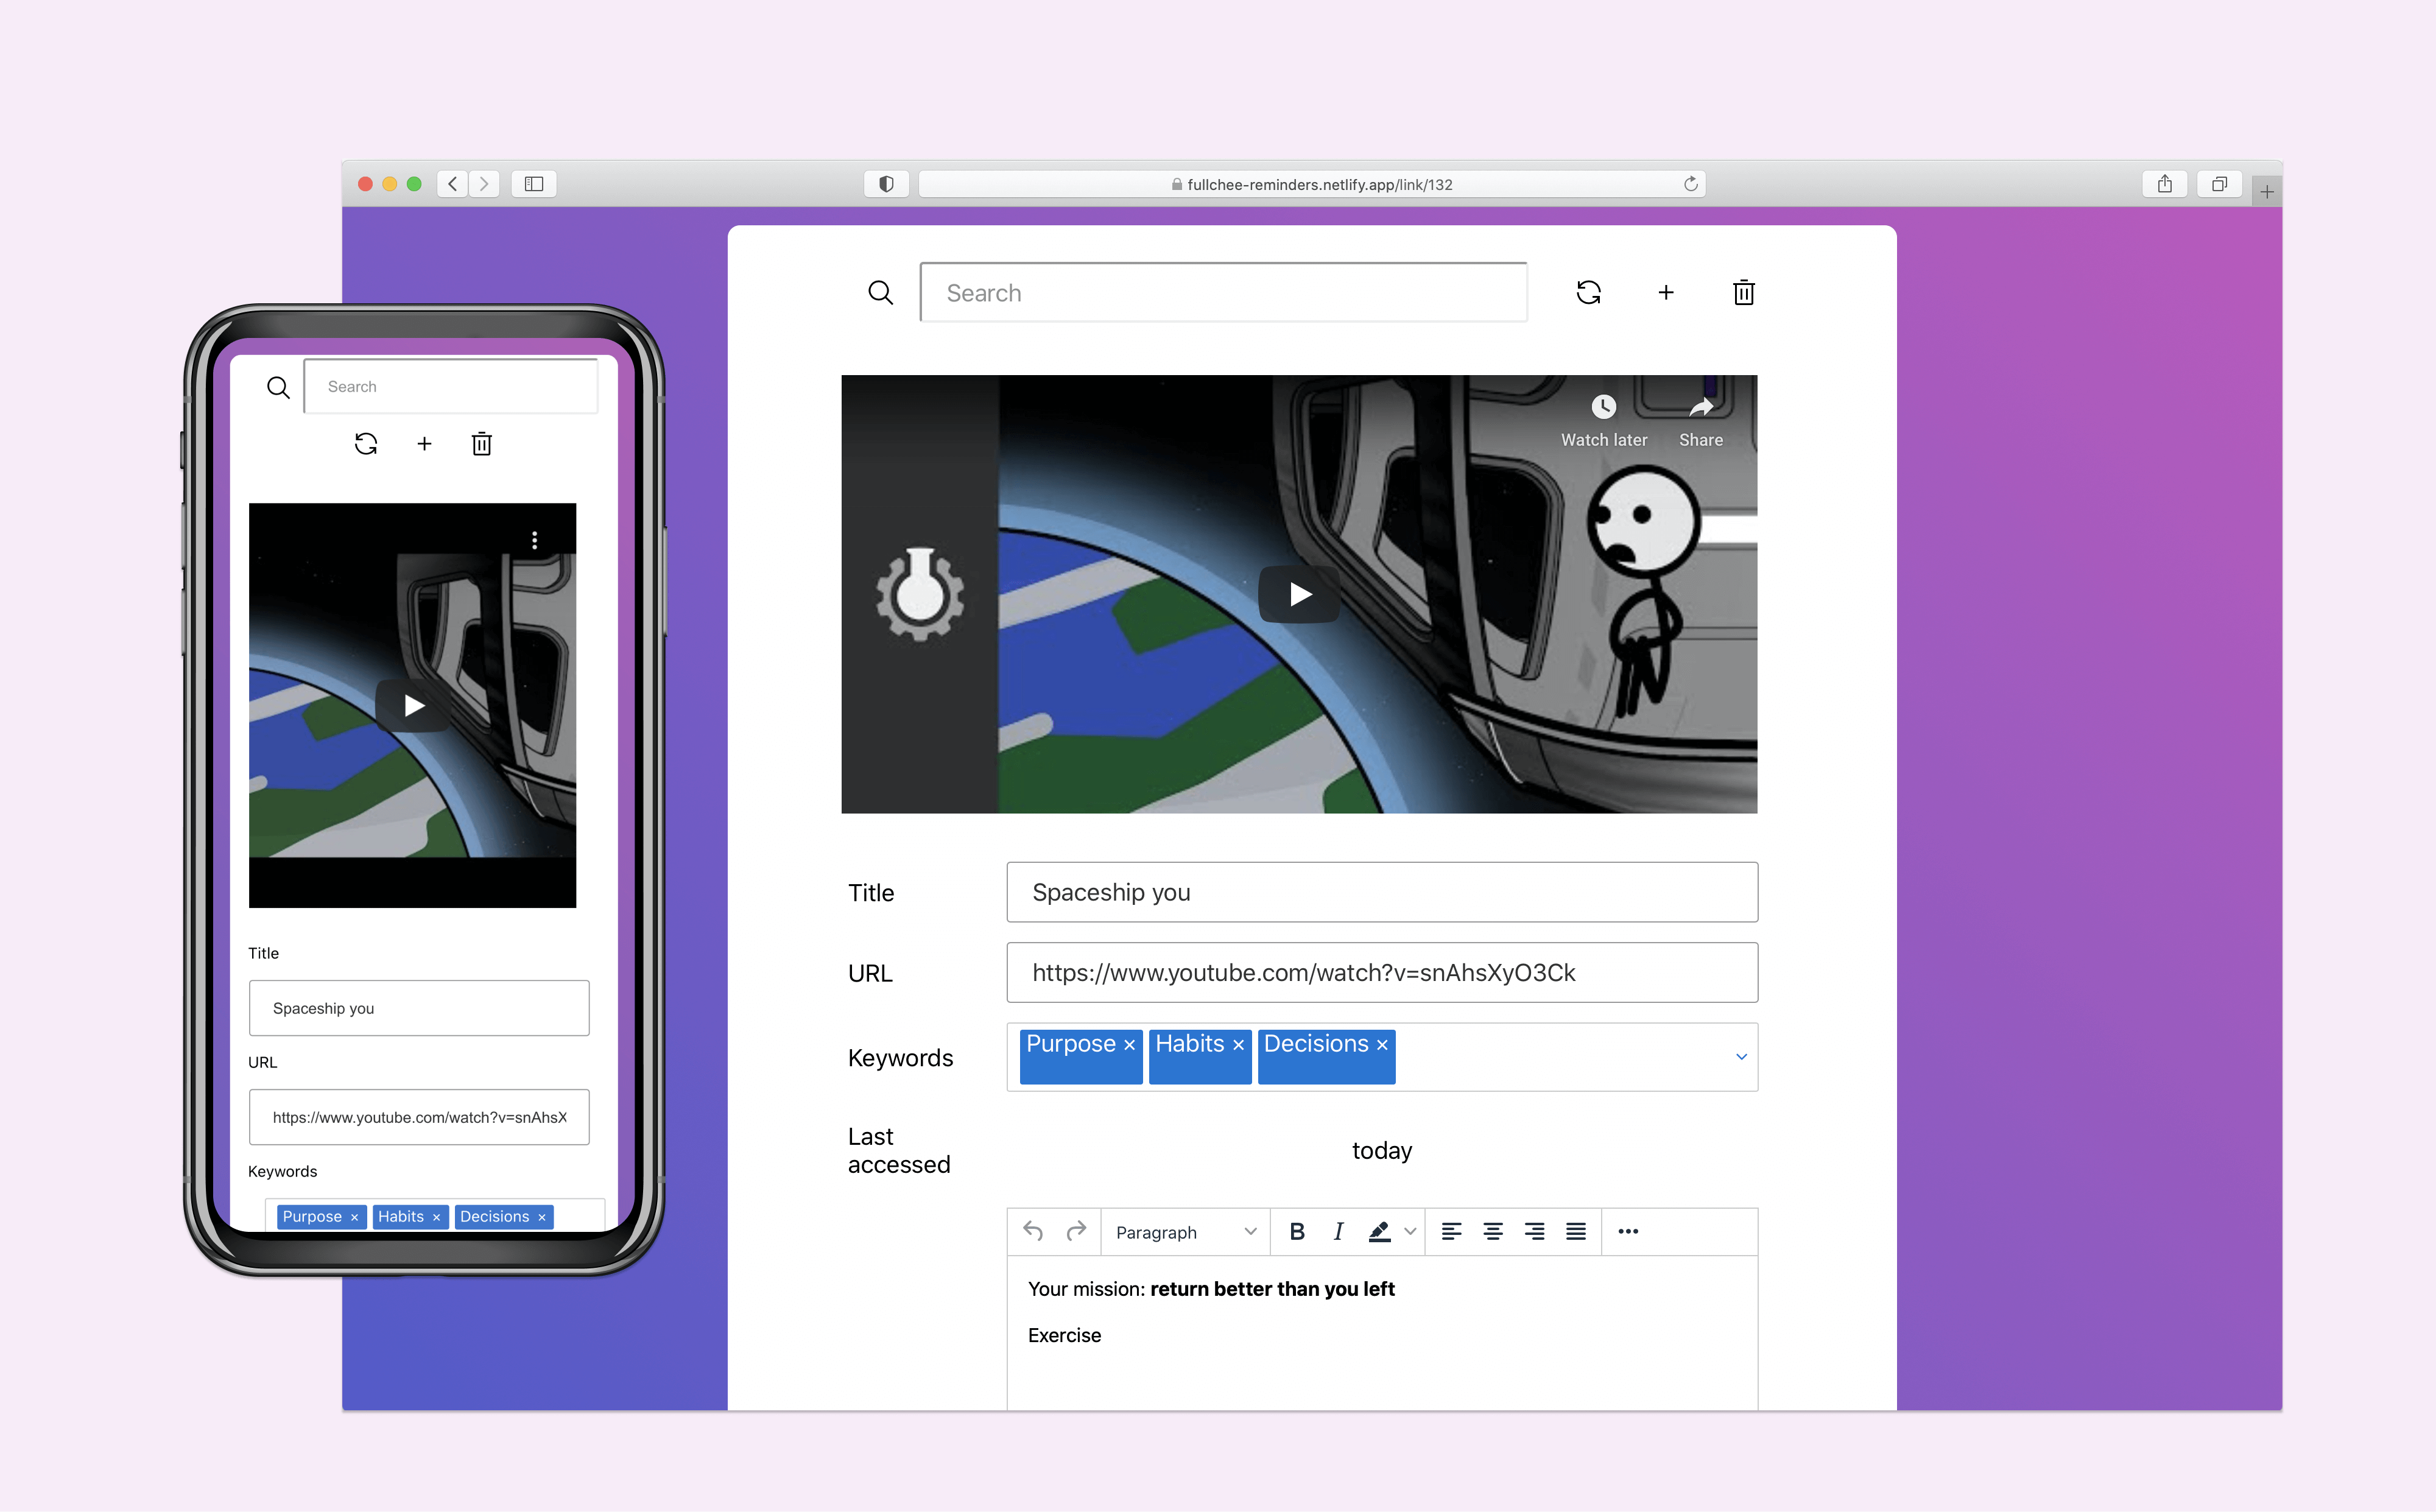 fullchee-reminders.netlify.app/link/132
Search
Watch later
Share
Title
Spaceship you
URL
https://www.youtube.com/watch?v=snAhsXyO3Ck
Keywords
Purpose × Habits × Decisions ×
Last
accessed
today
Paragraph
B I
Your mission: return better than you left
Exercise
Search
Title
Spaceship you
URL
https://www.youtube.com/watch?v=snAhsX
Keywords
Purpose × Habits × Decisions ×